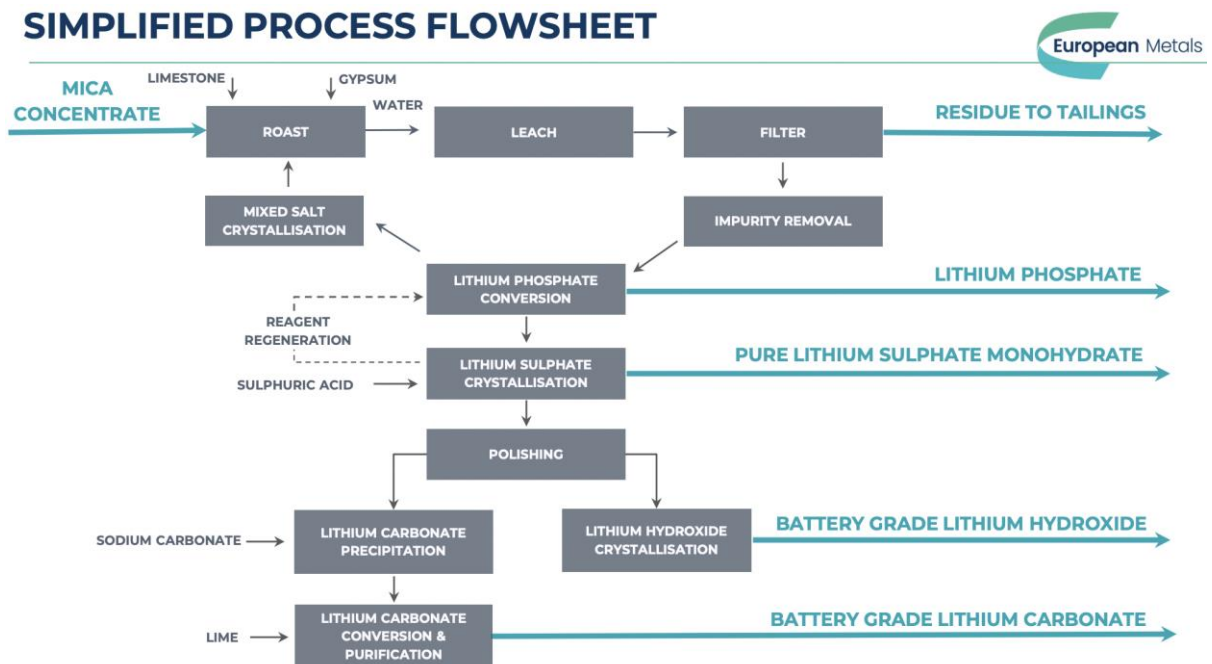 SIMPLIFIED PROCESS FLOWSHEET
European Metals
LIMESTONE
GYPSUM
MICA
CONCENTRATE
WATER
ROAST
LEACH
FILTER
RESIDUE TO TAILINGS
MIXED SALT
CRYSTALLISATION
IMPURITY REMOVAL
LITHIUM PHOSPHATE
CONVERSION
LITHIUM PHOSPHATE
REAGENT
REGENERATION
LITHIUM SULPHATE
CRYSTALLISATION
PURE LITHIUM SULPHATE MONOHYDRATE
SULPHURIC ACID
POLISHING
SODIUM CARBONATE
LITHIUM CARBONATE
PRECIPITATION
LITHIUM HYDROXIDE
CRYSTALLISATION
BATTERY GRADE LITHIUM HYDROXIDE
LIME
LITHIUM CARBONATE
CONVERSION &
PURIFICATION
BATTERY GRADE LITHIUM CARBONATE